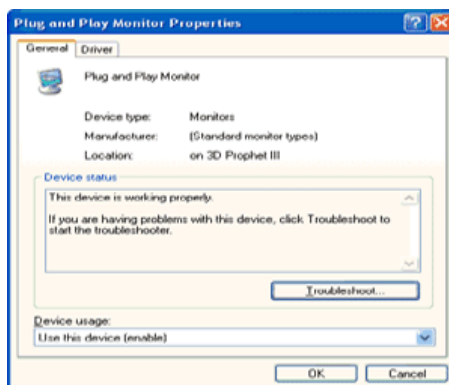 Plug and Play Monitor Properties
General Driver
Plug and Play Monitor
Device type: Monitors
Manufacturer: (Standard monitor types)
Location: on 3D Prophet III
Device status
This device is working properly.
If you are having problems with this device, click Troubleshoot to
start the troubleshooter.
Troubleshoot...
Device usage:
Use this device (enable)
OK Cancel